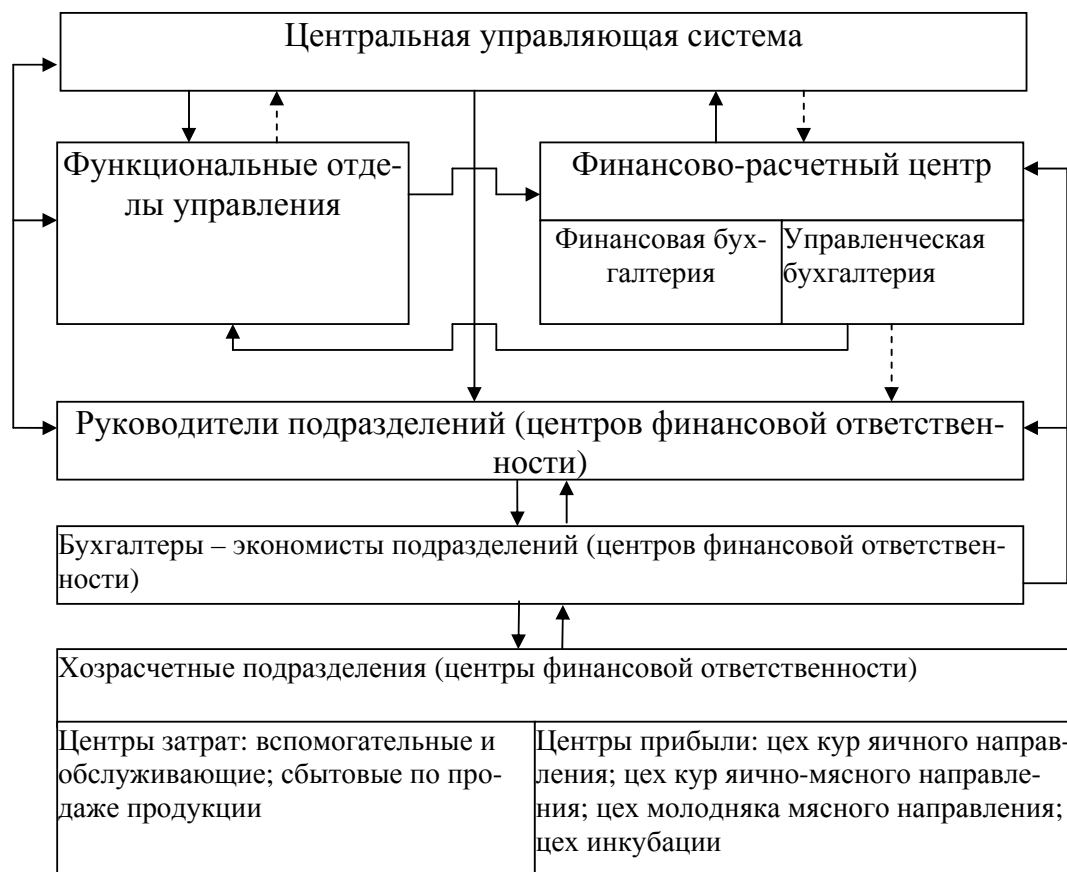 Центральная управляющая система
Функциональные отде-
лы управления
Финансово-расчетный центр
Финансовая бух-
галтерия
Управленческая
бухгалтерия
Руководители подразделений (центров финансовой ответствен-
ности)
Бухгалтеры – экономисты подразделений (центров финансовой ответствен-
ности)
Хозрасчетные подразделения (центры финансовой ответственности)
Центры затрат: вспомогательные и
обслуживающие; сбытовые по про-
даже продукции
Центры прибыли: цех кур яичного направ-
ления; цех кур яично-мясного направле-
ния; цех молодняка мясного направления;
цех инкубации